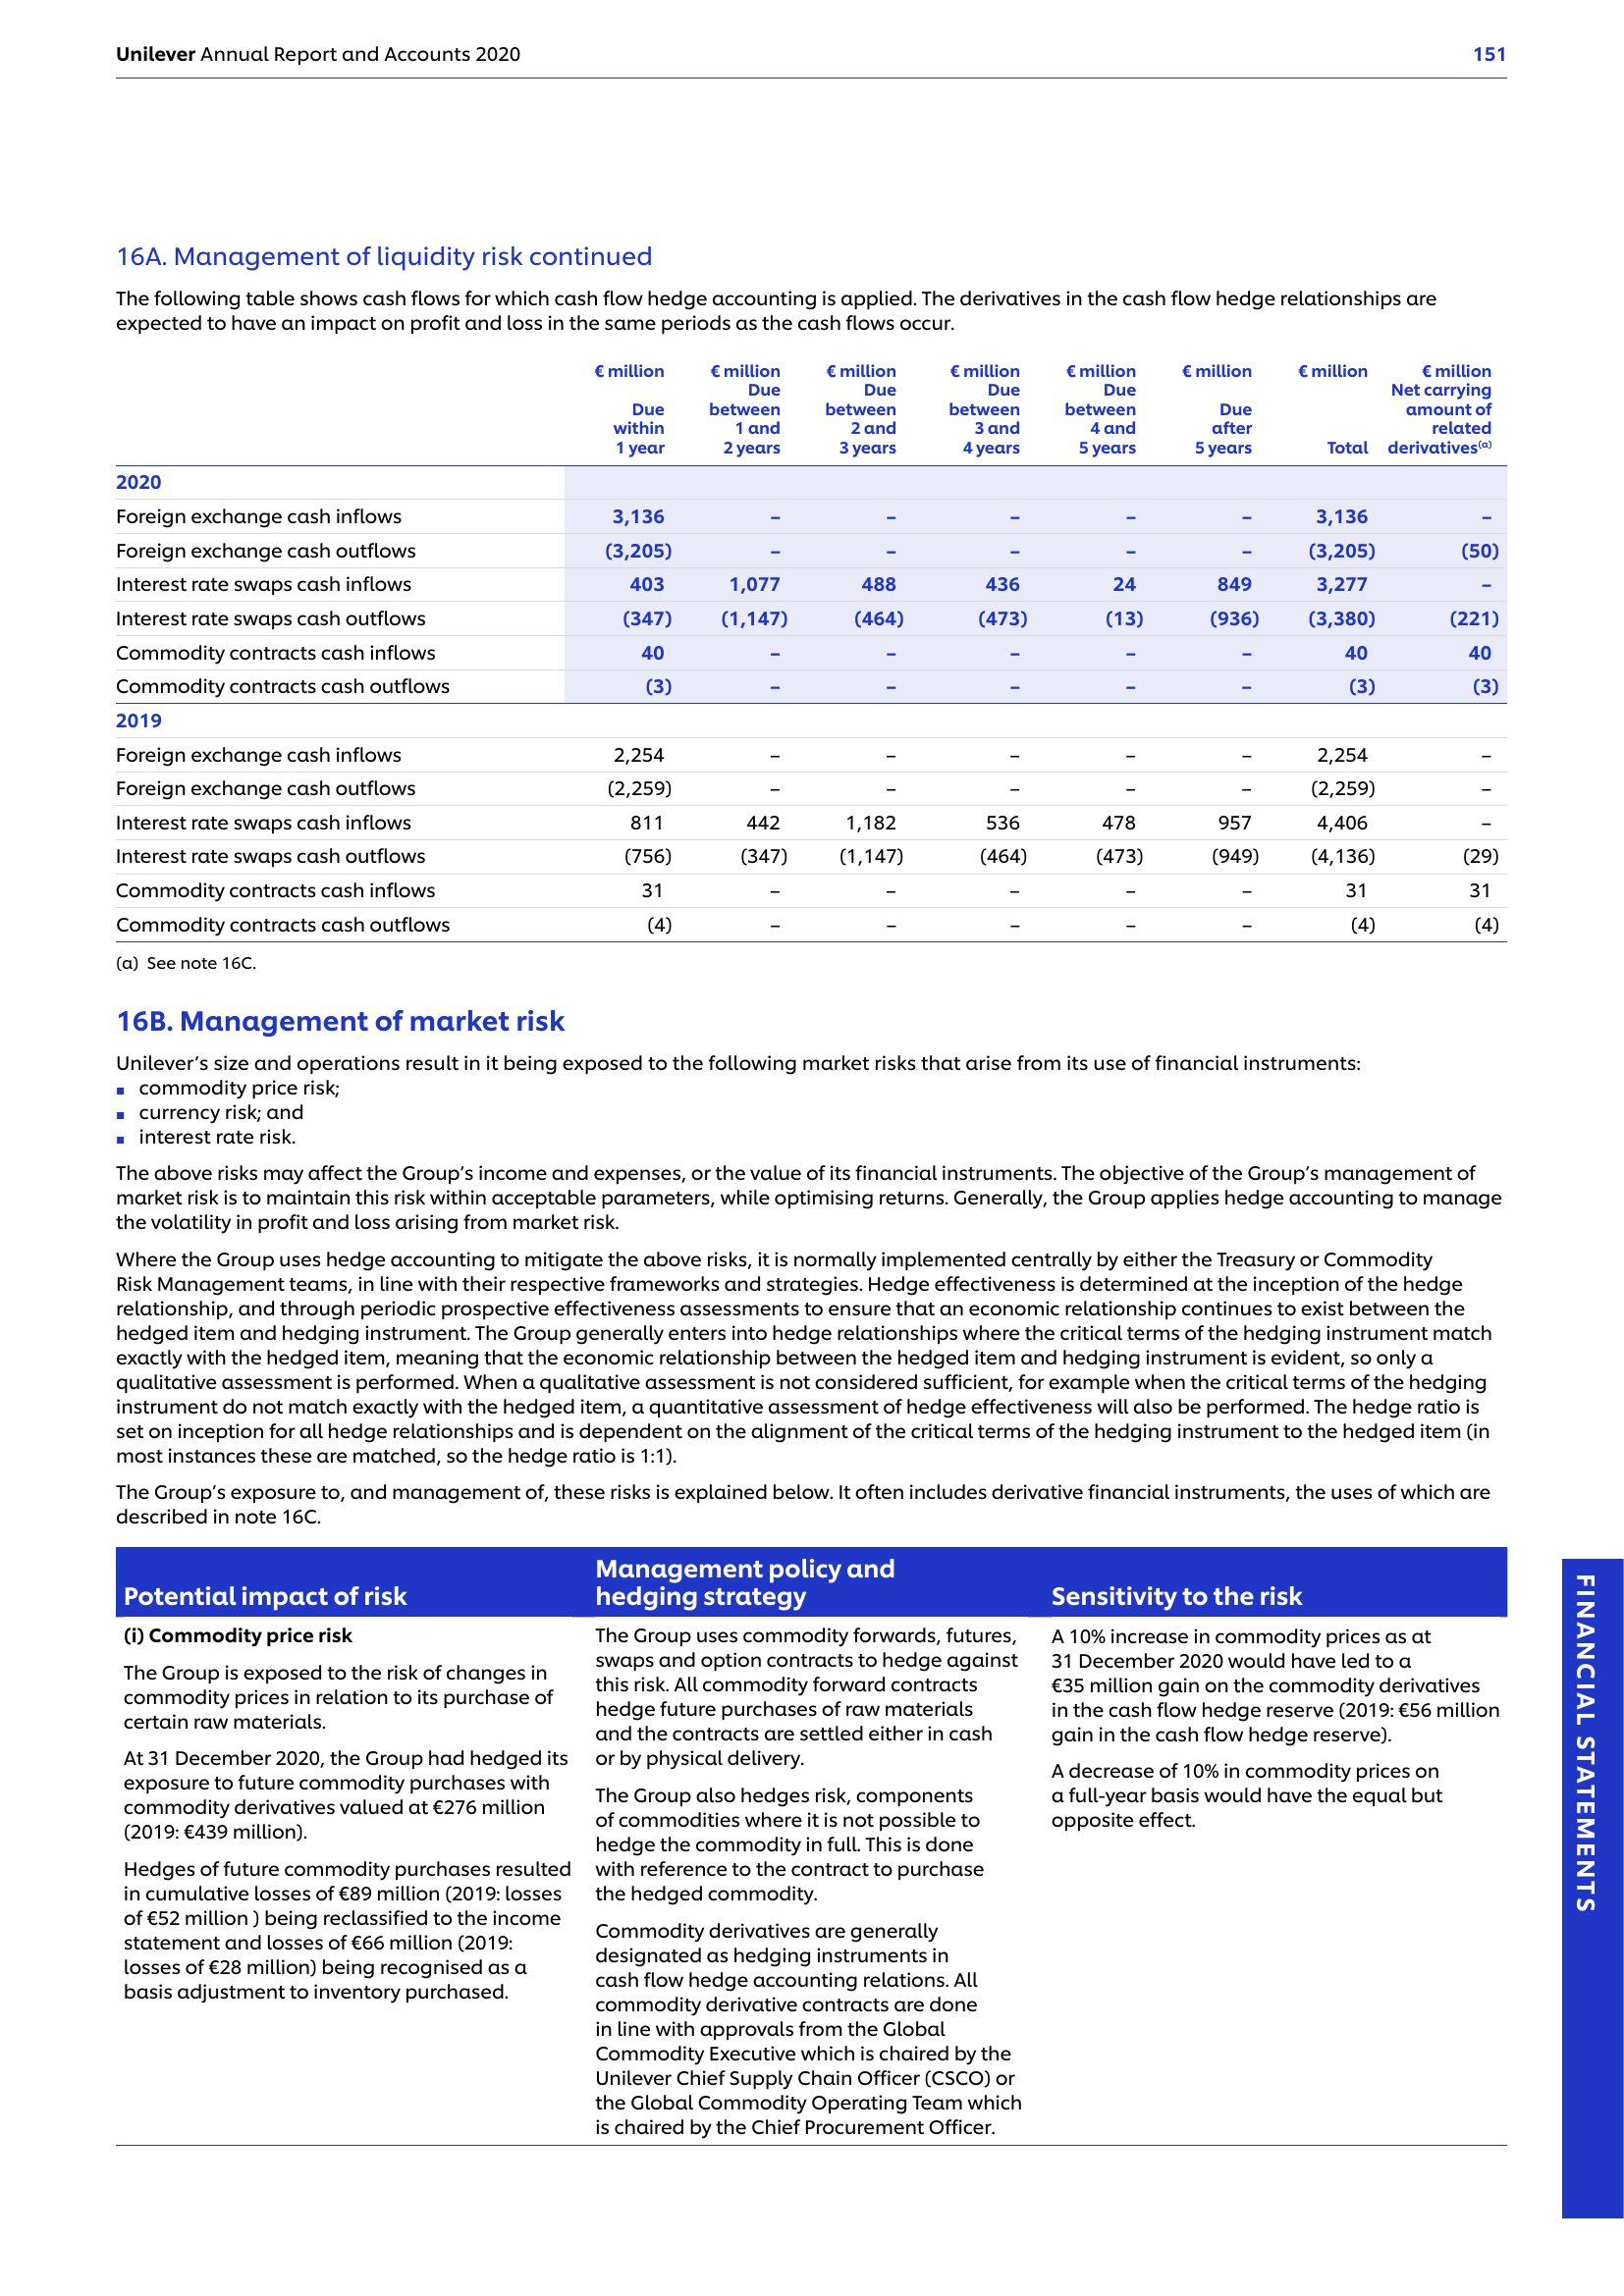 Unilever Annual Report and Accounts 2020 151
16A. Management of liquidity risk continued
The following table shows cash flows for which cash flow hedge accounting is applied. The derivatives in the cash flow hedge relationships are
expected to have an impact on profit and loss in the same periods as the cash flows occur.
€ million € million € million € million € million € million € million € million
Due Due Due Due Net carrying
Due between between between between Due amount of
within 1 and 2 and 3 and 4 and after related
1 year 2 years 3 years 4 years 5 years 5 years Total derivatives(a)
2020
Foreign exchange cash inflows 3,136 – – – – – 3,136 –
Foreign exchange cash outflows (3,205) – – – – – (3,205) (50)
Interest rate swaps cash inflows 403 1,077 488 436 24 849 3,277 –
Interest rate swaps cash outflows (347) (1,147) (464) (473) (13) (936) (3,380) (221)
Commodity contracts cash inflows 40 – – – – – 40 40
Commodity contracts cash outflows (3) – – – – – (3) (3)
2019
Foreign exchange cash inflows 2,254 – – – – – 2,254 –
Foreign exchange cash outflows (2,259) – – – – – (2,259) –
Interest rate swaps cash inflows 811 442 1,182 536 478 957 4,406 –
Interest rate swaps cash outflows (756) (347) (1,147) (464) (473) (949) (4,136) (29)
Commodity contracts cash inflows 31 – – – – – 31 31
Commodity contracts cash outflows (4) – – – – – (4) (4)
(a) See note 16C.
16B. Management of market risk
Unilever’s size and operations result in it being exposed to the following market risks that arise from its use of financial instruments:
▪ commodity price risk;
▪ currency risk; and
▪ interest rate risk.
The above risks may affect the Group’s income and expenses, or the value of its financial instruments. The objective of the Group’s management of
market risk is to maintain this risk within acceptable parameters, while optimising returns. Generally, the Group applies hedge accounting to manage
the volatility in profit and loss arising from market risk.
Where the Group uses hedge accounting to mitigate the above risks, it is normally implemented centrally by either the Treasury or Commodity
Risk Management teams, in line with their respective frameworks and strategies. Hedge effectiveness is determined at the inception of the hedge
relationship, and through periodic prospective effectiveness assessments to ensure that an economic relationship continues to exist between the
hedged item and hedging instrument. The Group generally enters into hedge relationships where the critical terms of the hedging instrument match
exactly with the hedged item, meaning that the economic relationship between the hedged item and hedging instrument is evident, so only a
qualitative assessment is performed. When a qualitative assessment is not considered sufficient, for example when the critical terms of the hedging
instrument do not match exactly with the hedged item, a quantitative assessment of hedge effectiveness will also be performed. The hedge ratio is
set on inception for all hedge relationships and is dependent on the alignment of the critical terms of the hedging instrument to the hedged item (in
most instances these are matched, so the hedge ratio is 1:1).
The Group’s exposure to, and management of, these risks is explained below. It often includes derivative financial instruments, the uses of which are
described in note 16C.
Potential impact of risk
(i) Commodity price risk
The Group is exposed to the risk of changes in
commodity prices in relation to its purchase of
certain raw materials.
At 31 December 2020, the Group had hedged its
exposure to future commodity purchases with
commodity derivatives valued at €276 million
(2019: €439 million).
Hedges of future commodity purchases resulted
in cumulative losses of €89 million (2019: losses
of €52 million ) being reclassified to the income
statement and losses of €66 million (2019:
losses of €28 million) being recognised as a
basis adjustment to inventory purchased.
Management policy and
hedging strategy
The Group uses commodity forwards, futures,
swaps and option contracts to hedge against
this risk. All commodity forward contracts
hedge future purchases of raw materials
and the contracts are settled either in cash
or by physical delivery.
The Group also hedges risk, components
of commodities where it is not possible to
hedge the commodity in full. This is done
with reference to the contract to purchase
the hedged commodity.
Commodity derivatives are generally
designated as hedging instruments in
cash flow hedge accounting relations. All
commodity derivative contracts are done
in line with approvals from the Global
Commodity Executive which is chaired by the
Unilever Chief Supply Chain Officer (CSCO) or
the Global Commodity Operating Team which
is chaired by the Chief Procurement Officer.
Sensitivity to the risk
A 10% increase in commodity prices as at
31 December 2020 would have led to a
€35 million gain on the commodity derivatives
in the cash flow hedge reserve (2019: €56 million
gain in the cash flow hedge reserve).
A decrease of 10% in commodity prices on
a full-year basis would have the equal but
opposite effect.
FINANCIAL STATEMENTS